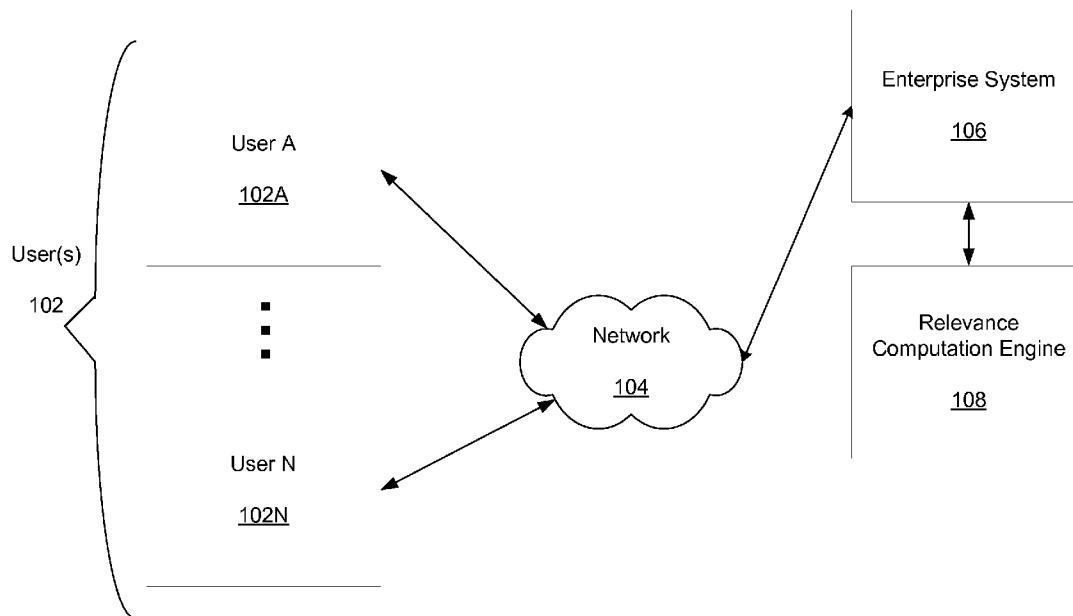 User(s)
102
User A
102A
User N
102N
Network
104
Enterprise System
106
Relevance
Computation Engine
108